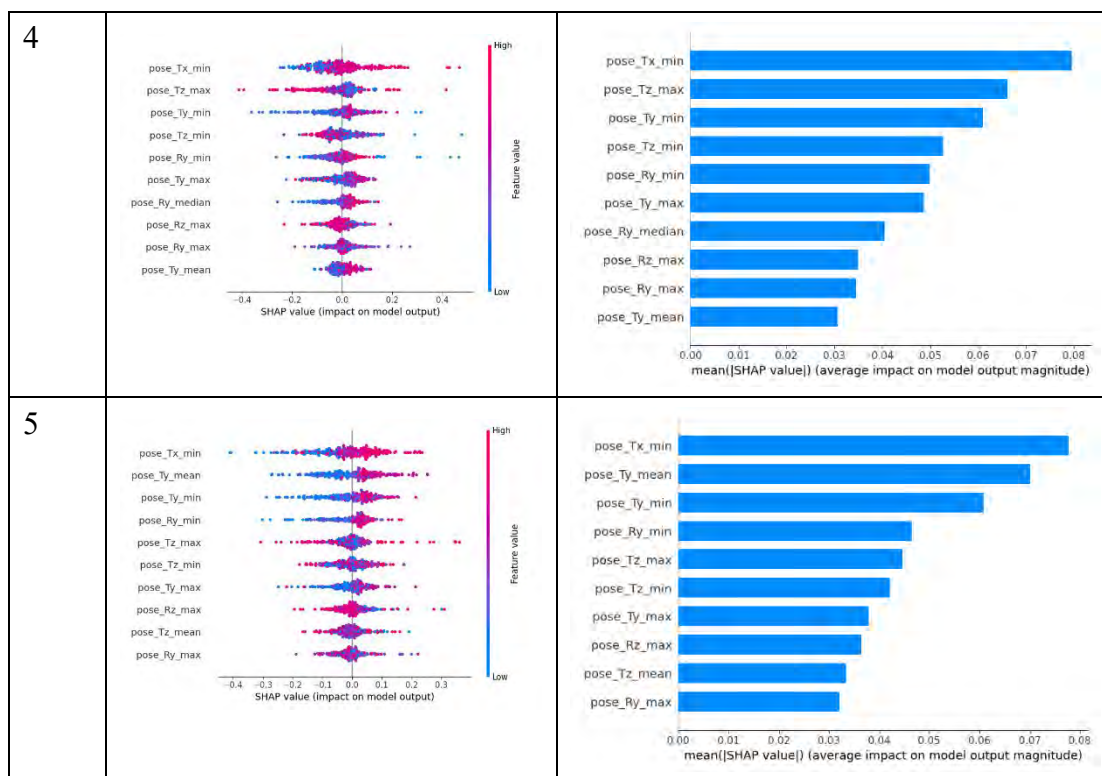 4
High
pose_Tx_min
pose_Tz_max
pose_Ty_min
pose_Tz_min
pose_Ry_min
pose_Ty_max
pose_Ry_median
pose_Rz_max
pose_Ry_max
pose_Ty_mean
Feature value
Low
−0.4 −0.2 0.0 0.2 0.4
SHAP value (impact on model output)
pose_Tx_min
pose_Tz_max
pose_Ty_min
pose_Tz_min
pose_Ry_min
pose_Ty_max
pose_Ry_median
pose_Rz_max
pose_Ry_max
pose_Ty_mean
0.00 0.01 0.02 0.03 0.04 0.05 0.06 0.07 0.08
mean(|SHAP value|) (average impact on model output magnitude)
5
High
pose_Tx_min
pose_Ty_mean
pose_Ty_min
pose_Ry_min
pose_Tz_max
pose_Tz_min
pose_Ty_max
pose_Rz_max
pose_Tz_mean
pose_Ry_max
Feature value
Low
−0.4 −0.3 −0.2 −0.1 0.0 0.1 0.2 0.3
SHAP value (impact on model output)
pose_Tx_min
pose_Ty_mean
pose_Ty_min
pose_Ry_min
pose_Tz_max
pose_Tz_min
pose_Ty_max
pose_Rz_max
pose_Tz_mean
pose_Ry_max
0.00 0.01 0.02 0.03 0.04 0.05 0.06 0.07 0.08
mean(|SHAP value|) (average impact on model output magnitude)